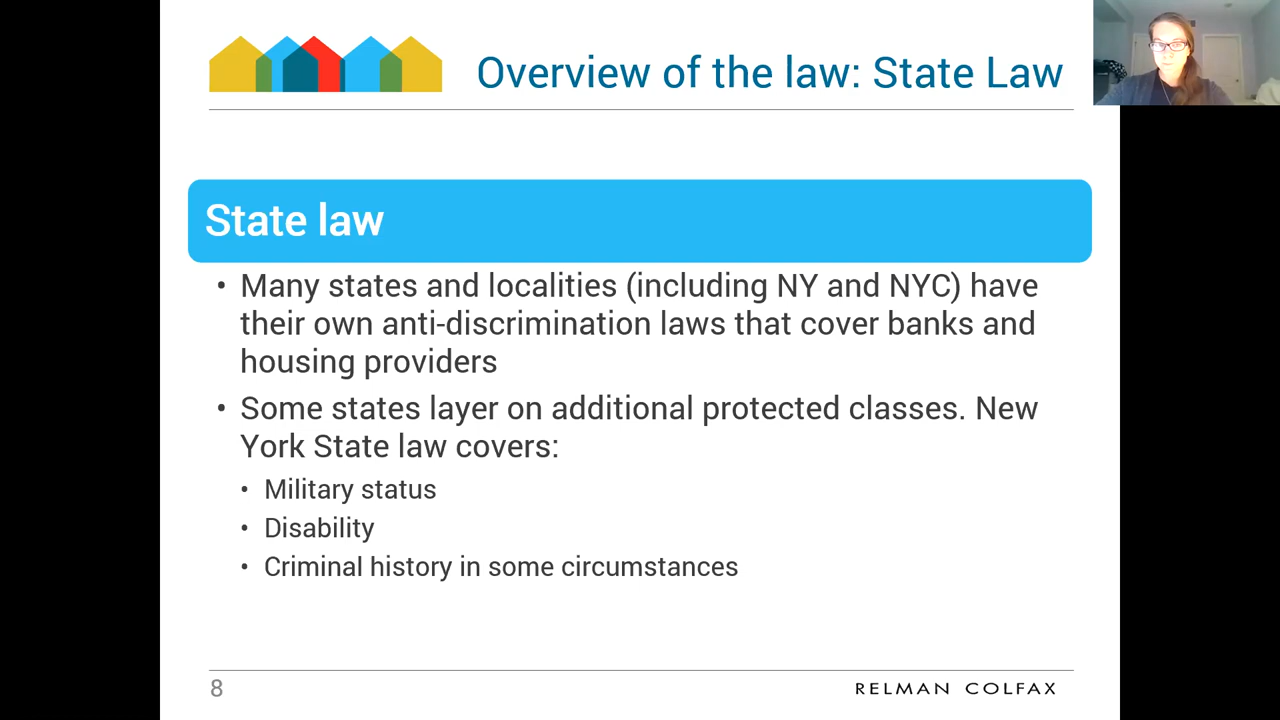 Overview of the law: State Law
State law
• Many states and localities (including NY and NYC) have
their own anti-discrimination laws that cover banks and
housing providers
• Some states layer on additional protected classes. New
York State law covers:
• Military status
• Disability
• Criminal history in some circumstances
8
RELMAN COLFAX